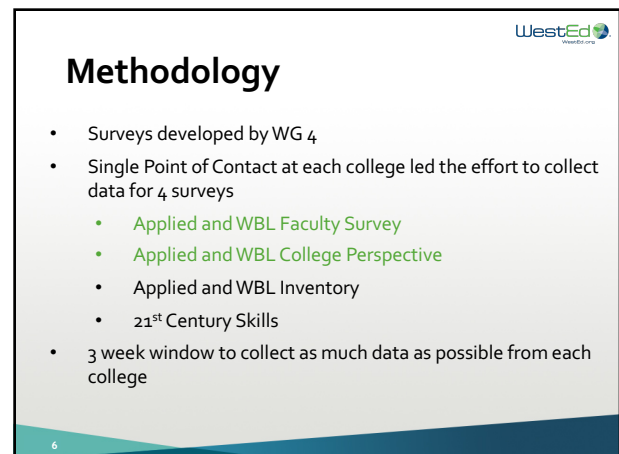 WestEd
WestEd.org
Methodology
• Surveys developed by WG 4
• Single Point of Contact at each college led the effort to collect
data for 4 surveys
• Applied and WBL Faculty Survey
• Applied and WBL College Perspective
• Applied and WBL Inventory
• 21st Century Skills
• 3 week window to collect as much data as possible from each
college
6